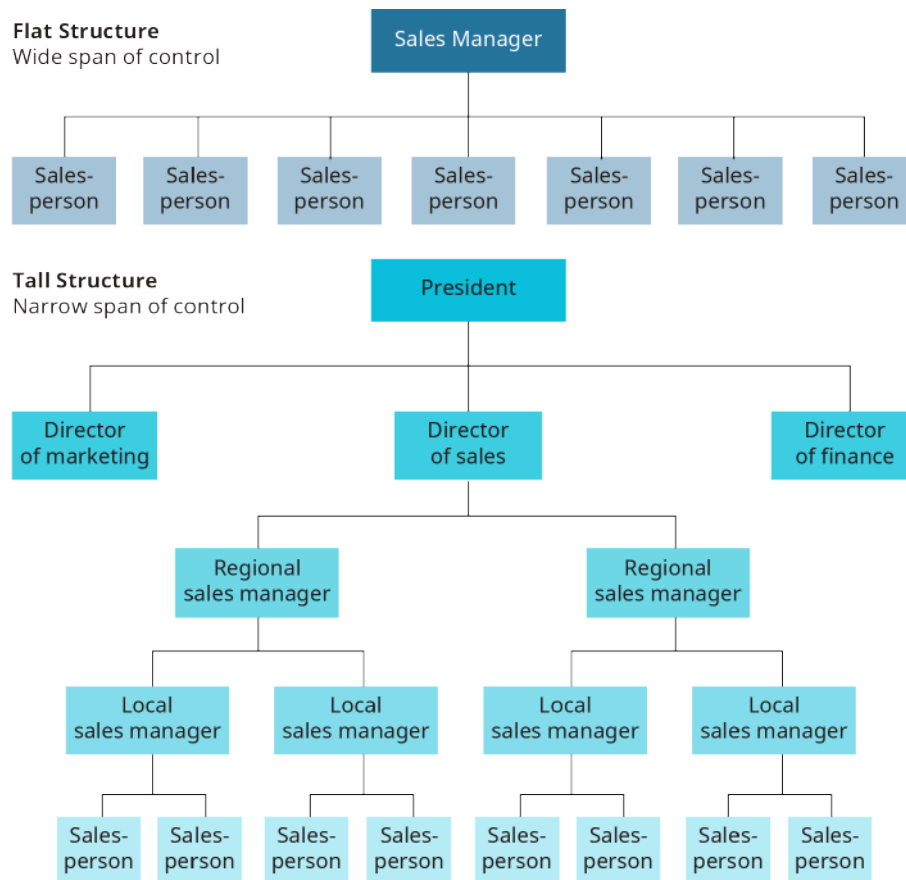 Flat Structure
Wide span of control
Sales Manager
Sales-
person
Sales-
person
Sales-
person
Sales-
person
Sales-
person
Sales-
person
Sales-
person
Tall Structure
Narrow span of control
President
Director
of marketing
Director
of sales
Director
of finance
Regional
sales manager
Regional
sales manager
Local
sales manager
Local
sales manager
Local
sales manager
Local
sales manager
Sales-
person
Sales-
person
Sales-
person
Sales-
person
Sales-
person
Sales-
person
Sales-
person
Sales-
person